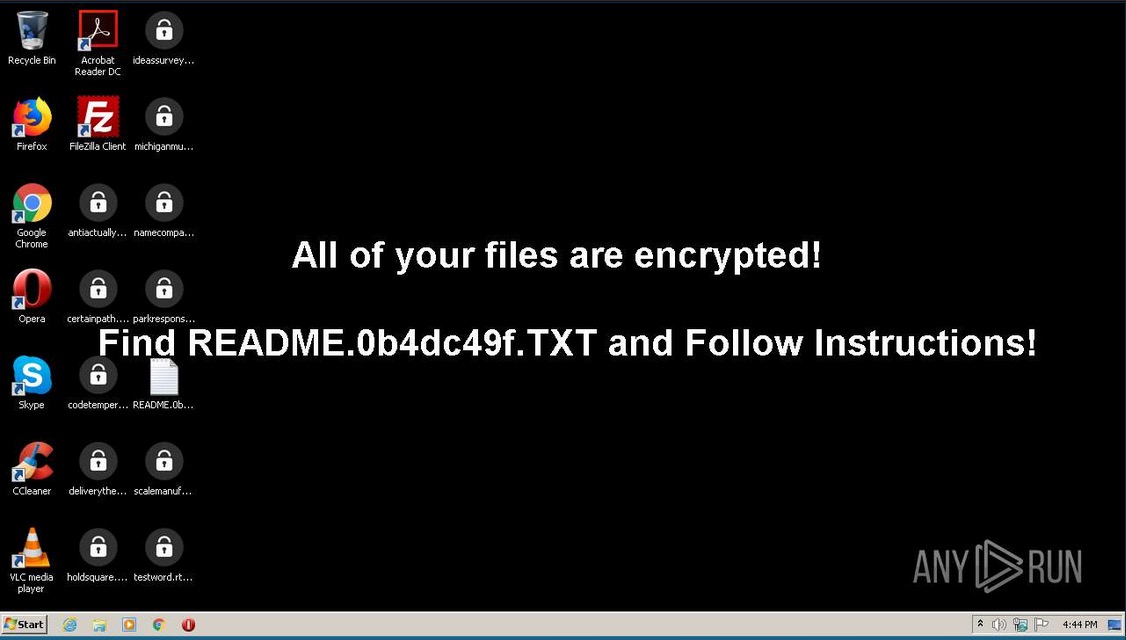 Recycle Bin
Acrobat
Reader DC
ideassurvey...
Firefox
FileZilla Client
michiganmu...
Google
Chrome
antiactually...
namecompa...
Opera
certainpath....
parkrespons...
All of your files are encrypted!
Find README.0b4dc49f.TXT and Follow Instructions!
Skype
codetemper...
README.0b...
CCleaner
deliverythe...
scalemanuf...
VLC media
player
holdsquare....
testword.rt...
ANY RUN
Start
4:44 PM